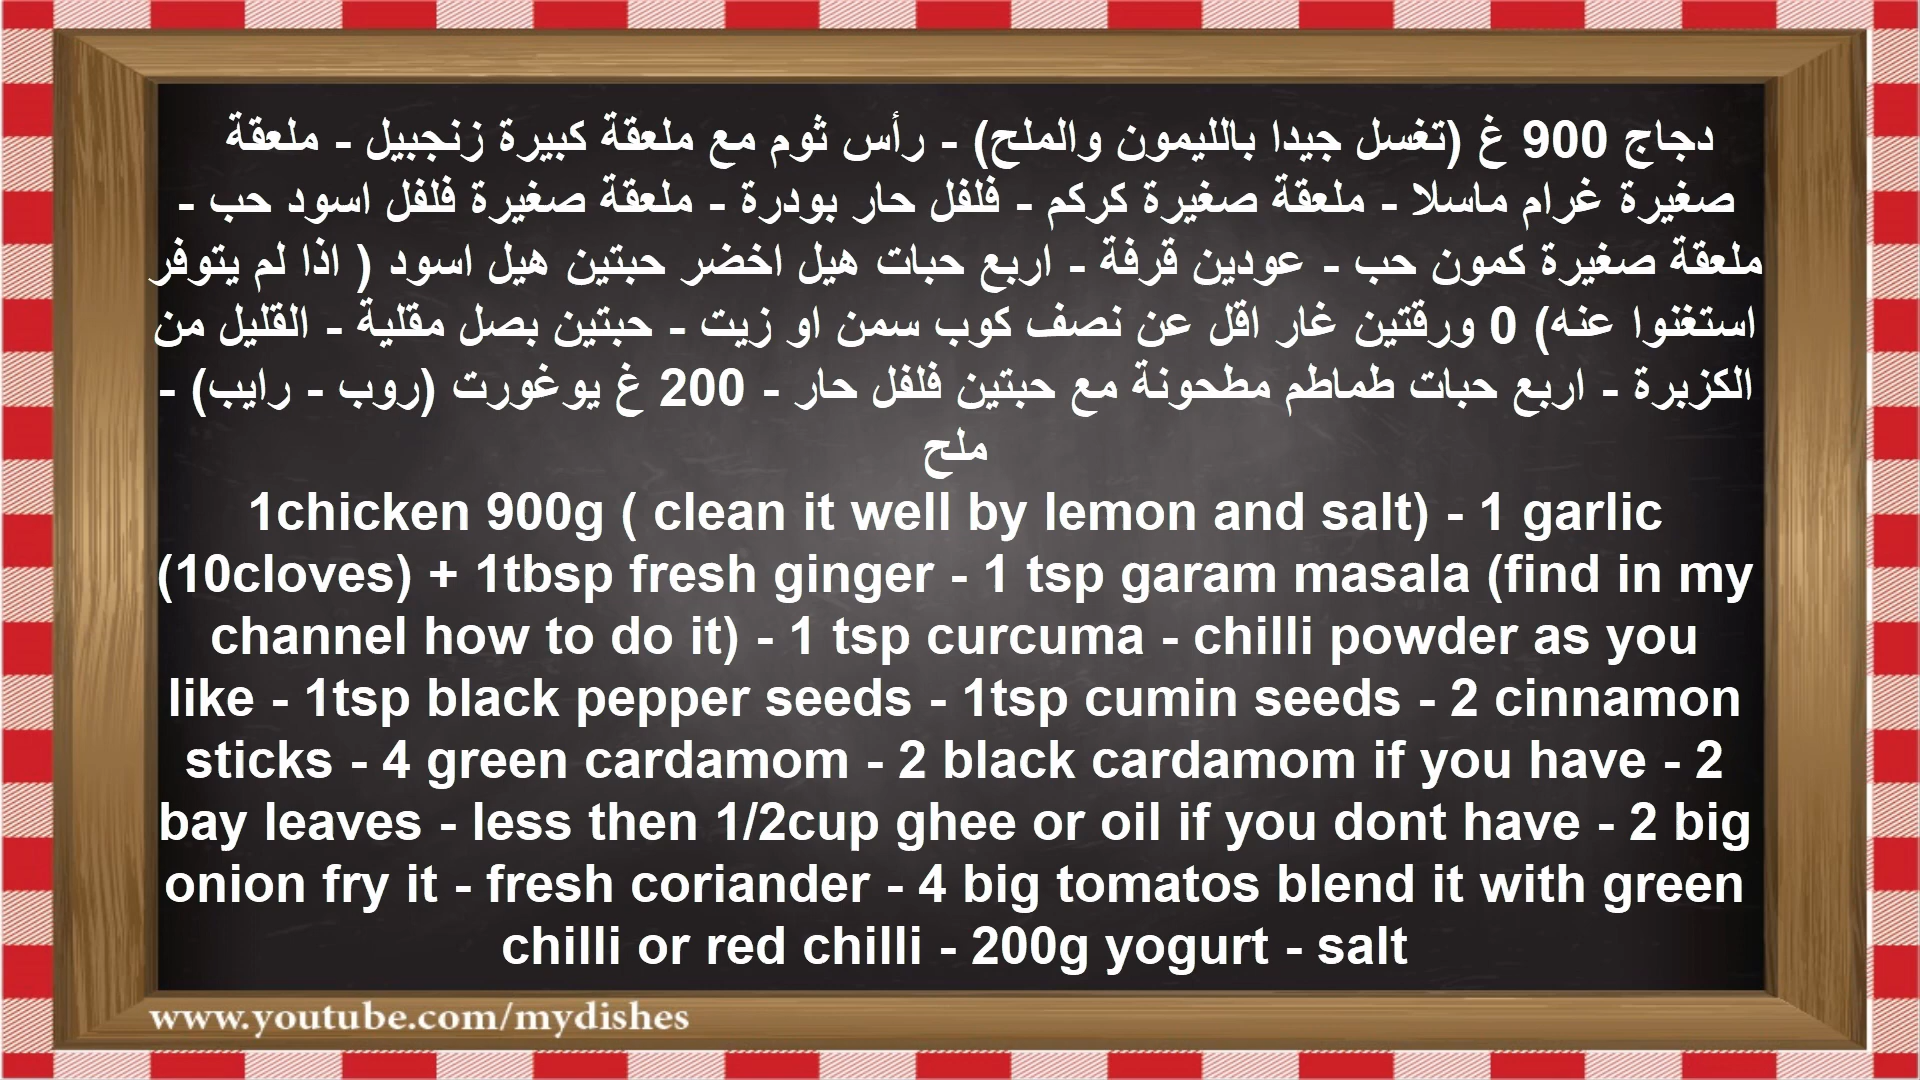 دجاج 900 غ (تغسل جيدا بالليمون والملح) - رأس ثوم مع ملعقة كبيرة زنجبيل - ملعقة
صغيرة غرام ماسلا - ملعقة صغيرة كركم - فلفل حار بودرة - ملعقة صغيرة فلفل اسود حب -
ملعقة صغيرة كمون حب - عودين قرفة - اربع حبات هيل اخضر حبتين هيل اسود ( اذا لم يتوفر
استغنوا عنه) 0 ورقتين غار اقل عن نصف كوب سمن او زيت - حبتين بصل مقلية - القليل من
الكزبرة - اربع حبات طماطم مطحونة مع حبتين فلفل حار - 200 غ يوغورت (روب - رايب) -
ملح
1chicken 900g ( clean it well by lemon and salt) - 1 garlic
(10cloves) + 1tbsp fresh ginger - 1 tsp garam masala (find in my
channel how to do it) - 1 tsp curcuma - chilli powder as you
like - 1tsp black pepper seeds - 1tsp cumin seeds - 2 cinnamon
sticks - 4 green cardamom - 2 black cardamom if you have - 2
bay leaves - less then 1/2cup ghee or oil if you dont have - 2 big
onion fry it - fresh coriander - 4 big tomatos blend it with green
chilli or red chilli - 200g yogurt - salt
www.youtube.com/mydishes